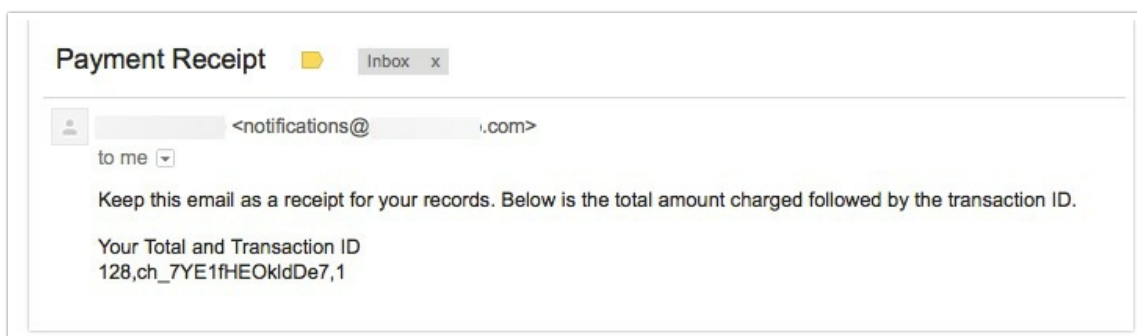 Payment Receipt Inbox x
<notifications@ .com>
to me
Keep this email as a receipt for your records. Below is the total amount charged followed by the transaction ID.
Your Total and Transaction ID
128,ch_7YE1fHEOkldDe7,1